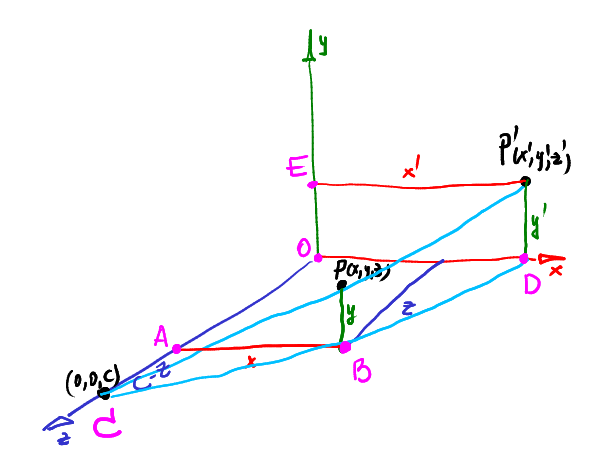 y
P'(x',y',z')
E
x'
y'
O
P(x,y,z)
x
D
y
z
A
x
B
(0,0,C)
C-z
C
z